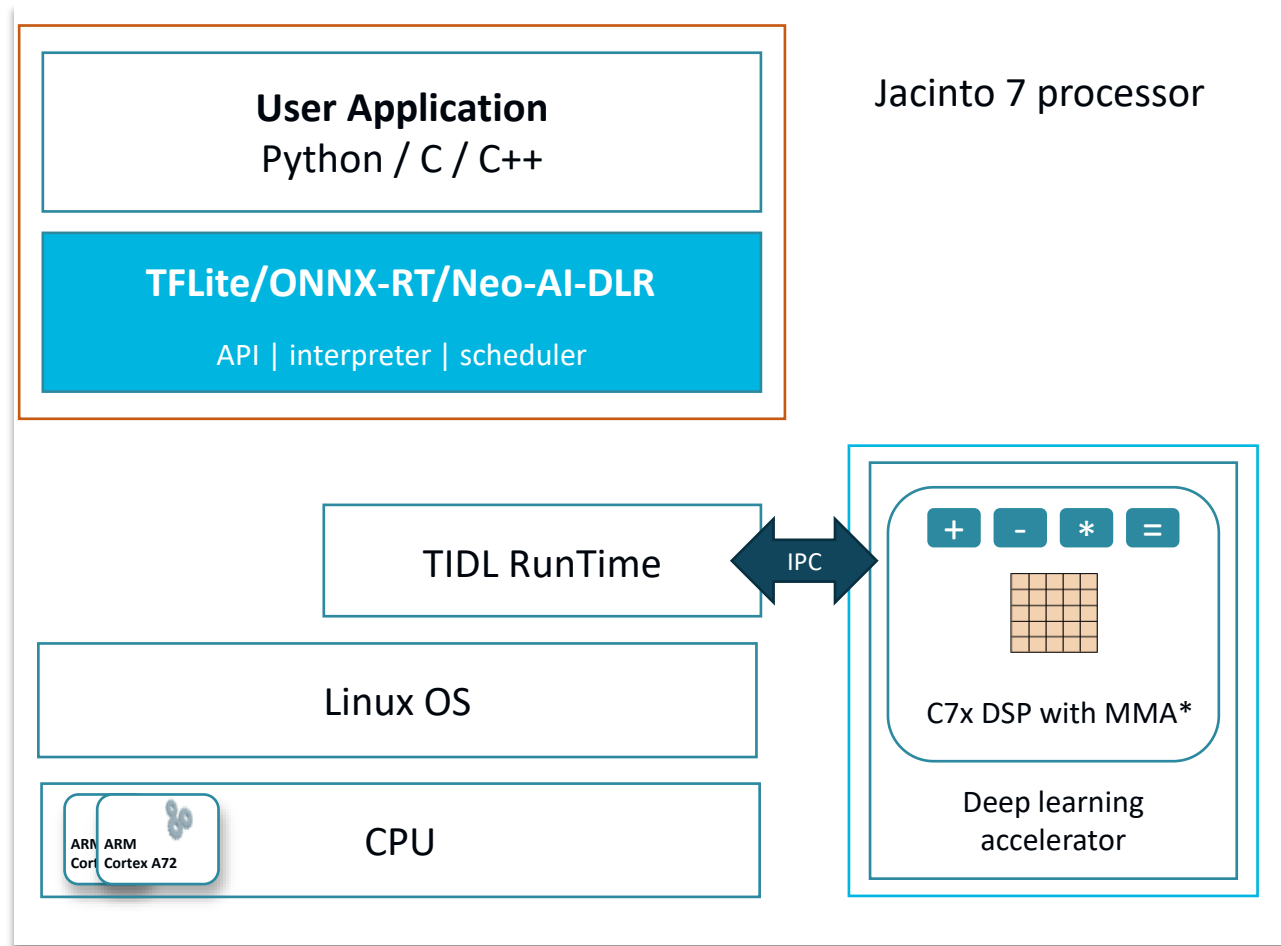 User Application
Python / C / C++
Jacinto 7 processor
TFLite/ONNX-RT/Neo-AI-DLR
API | interpreter | scheduler
TIDL RunTime
IPC
+ - * =
C7x DSP with MMA*
Deep learning
accelerator
Linux OS
CPU
ARM
Cortex A72